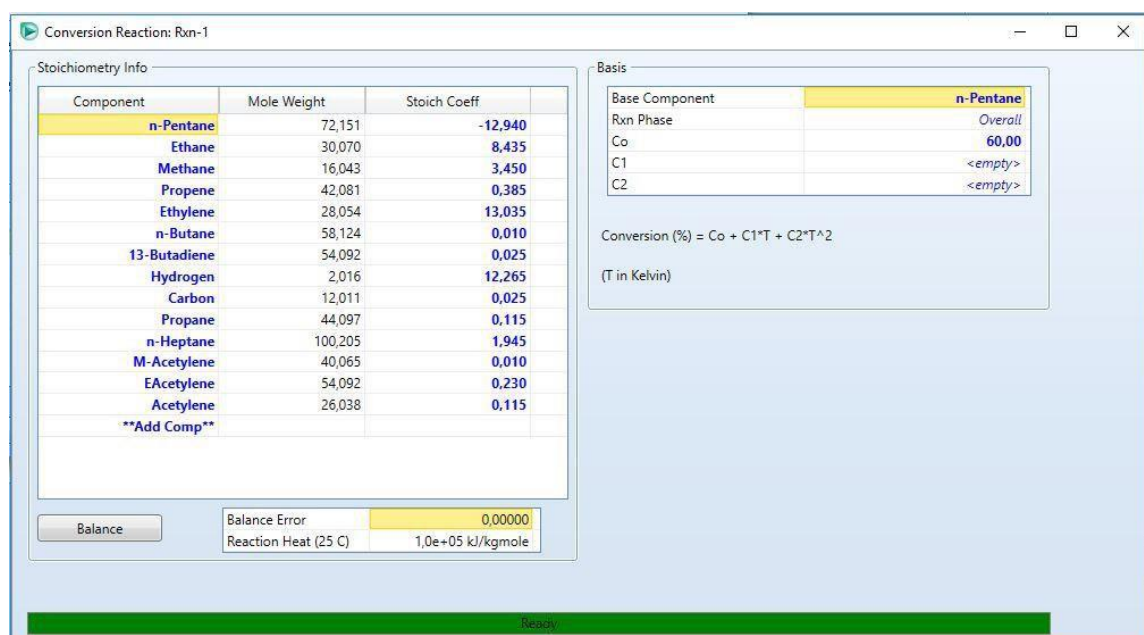 Conversion Reaction: Rxn-1
Stoichiometry Info
Component Mole Weight Stoich Coeff
n-Pentane 72,151 -12,940
Ethane 30,070 8,435
Methane 16,043 3,450
Propene 42,081 0,385
Ethylene 28,054 13,035
n-Butane 58,124 0,010
13-Butadiene 54,092 0,025
Hydrogen 2,016 12,265
Carbon 12,011 0,025
Propane 44,097 0,115
n-Heptane 100,205 1,945
M-Acetylene 40,065 0,010
EAcetylene 54,092 0,230
Acetylene 26,038 0,115
**Add Comp**
Balance
Balance Error 0,00000
Reaction Heat (25 C) 1,0e+05 kJ/kgmole
Basis
Base Component n-Pentane
Rxn Phase Overall
Co 60,00
C1 <empty>
C2 <empty>
Conversion (%) = Co + C1*T + C2*T^2
(T in Kelvin)
Ready